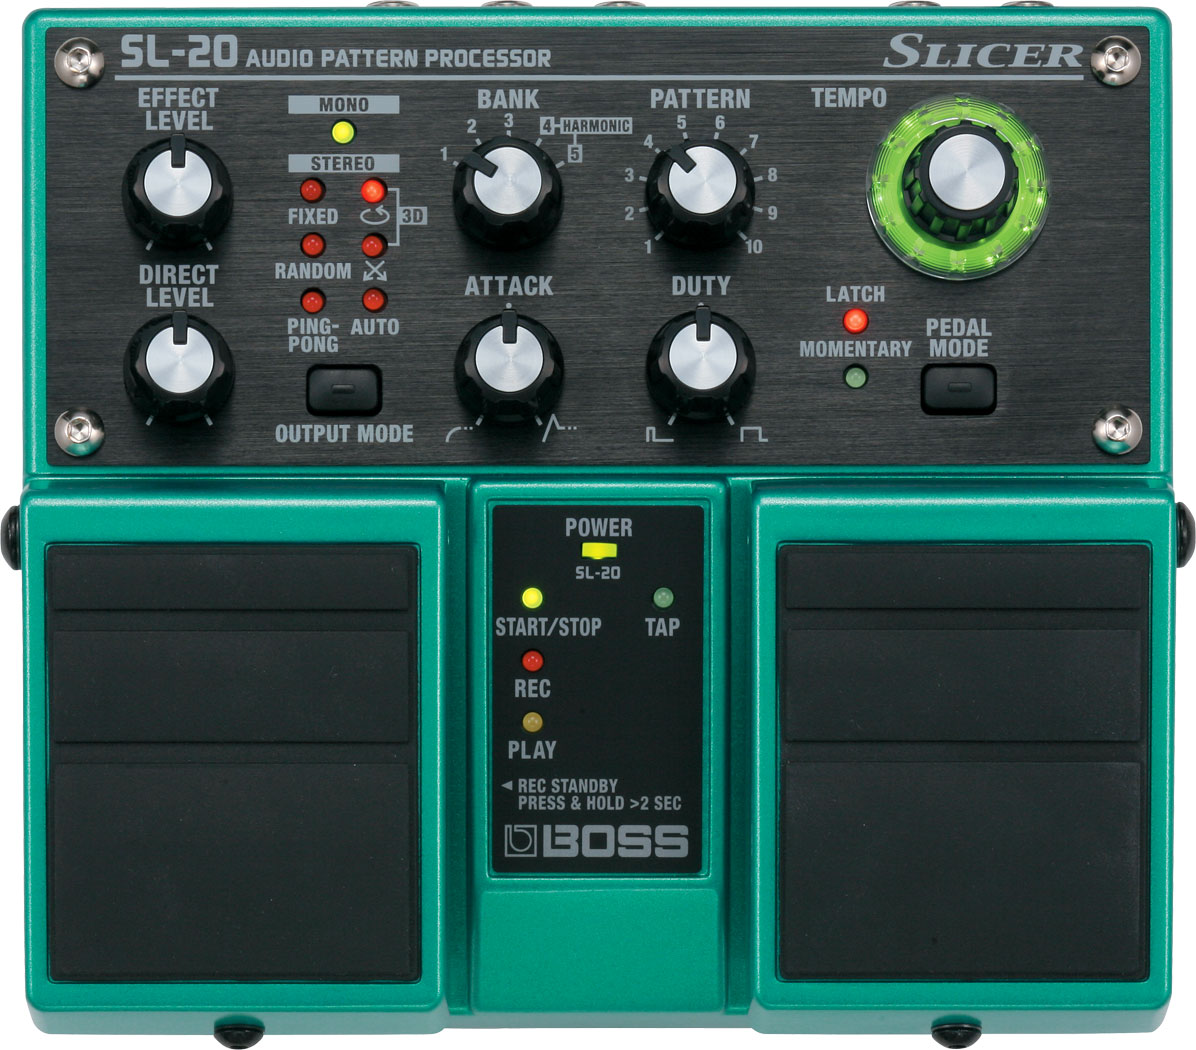 SL-20 AUDIO PATTERN PROCESSOR
SLICER
EFFECT
LEVEL
MONO
STEREO
FIXED
3D
RANDOM
PING-
PONG
AUTO
OUTPUT MODE
DIRECT
LEVEL
BANK
1
2
3
4 HARMONIC
5
PATTERN
1
2
3
4
5
6
7
8
9
10
TEMPO
ATTACK
DUTY
LATCH
MOMENTARY
PEDAL
MODE
POWER
SL-20
START/STOP
TAP
REC
PLAY
◄ REC STANDBY
PRESS & HOLD >2 SEC
BOSS